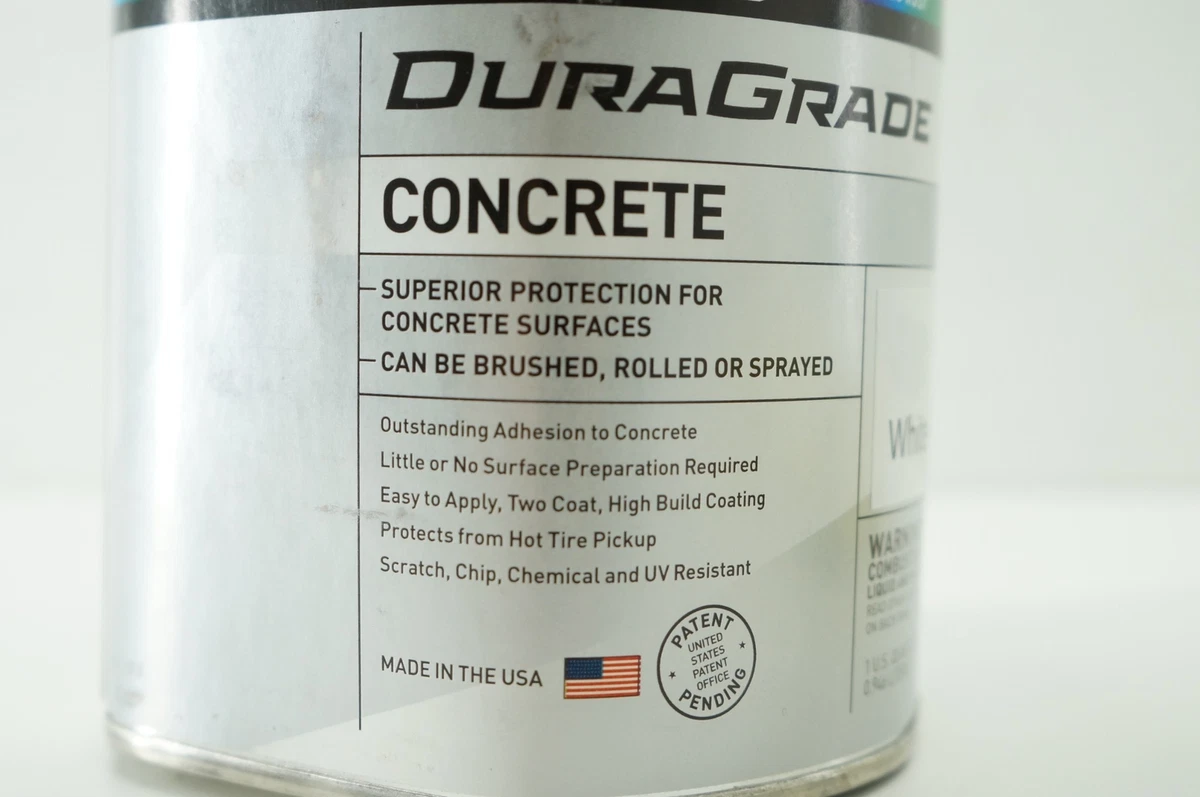 DURAGRADE
CONCRETE
SUPERIOR PROTECTION FOR
CONCRETE SURFACES
CAN BE BRUSHED, ROLLED OR SPRAYED
Outstanding Adhesion to Concrete
Little or No Surface Preparation Required
Easy to Apply, Two Coat, High Build Coating
Protects from Hot Tire Pickup
Scratch, Chip, Chemical and UV Resistant
MADE IN THE USA
PATENT
UNITED
STATES
PATENT
OFFICE
PENDING
White